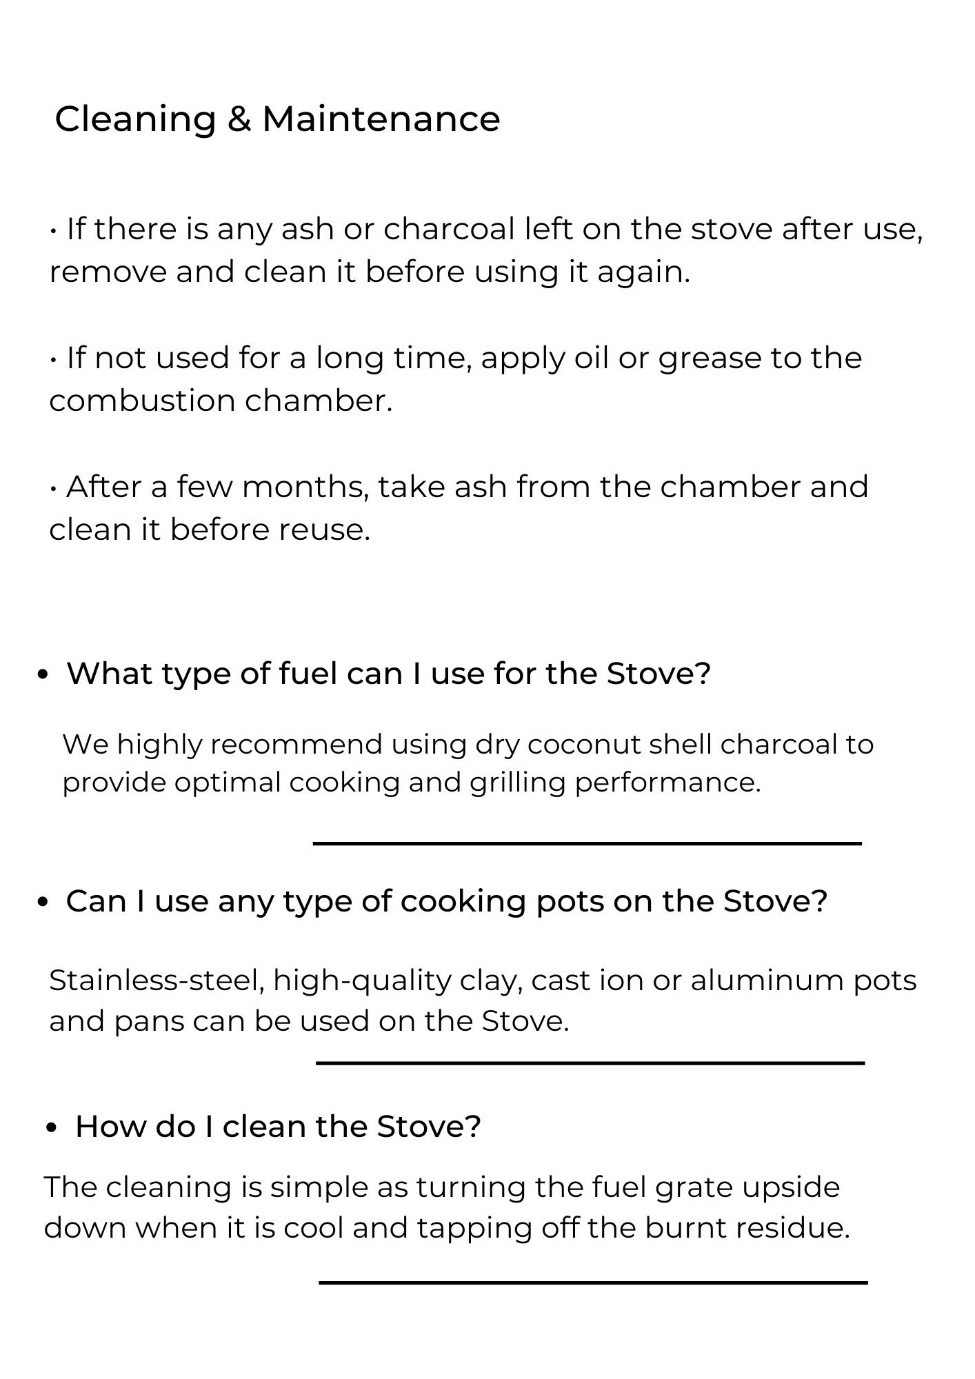 Cleaning & Maintenance
· If there is any ash or charcoal left on the stove after use,
remove and clean it before using it again.
· If not used for a long time, apply oil or grease to the
combustion chamber.
· After a few months, take ash from the chamber and
clean it before reuse.
• What type of fuel can I use for the Stove?
We highly recommend using dry coconut shell charcoal to
provide optimal cooking and grilling performance.
• Can I use any type of cooking pots on the Stove?
Stainless-steel, high-quality clay, cast ion or aluminum pots
and pans can be used on the Stove.
• How do I clean the Stove?
The cleaning is simple as turning the fuel grate upside
down when it is cool and tapping off the burnt residue.